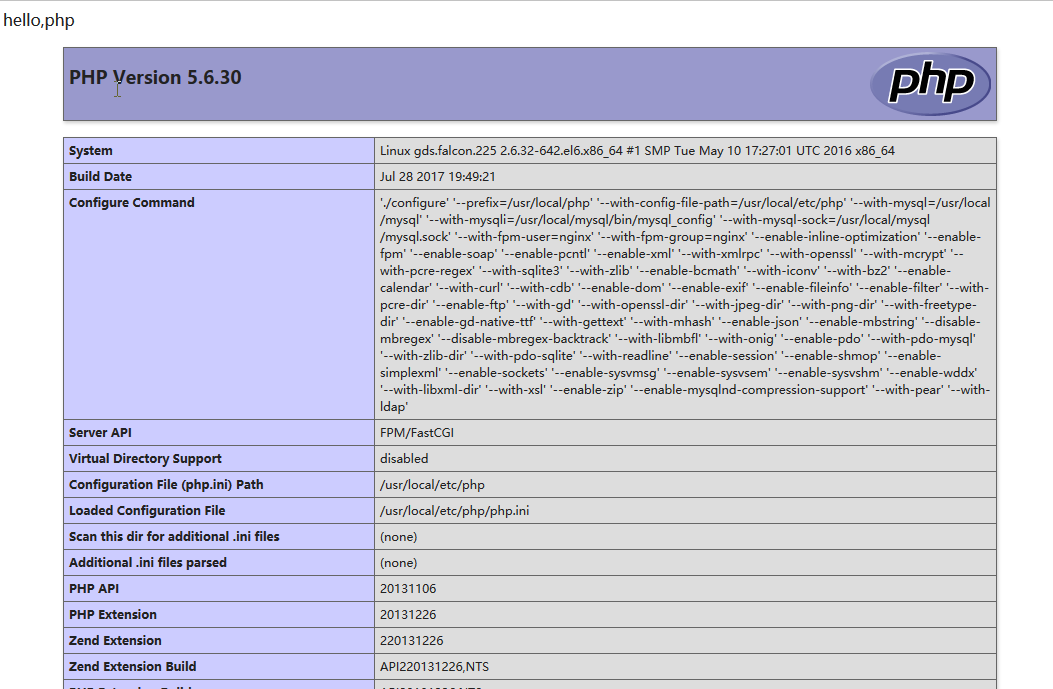 hello,php
PHP Version 5.6.30
php
System Linux gds.falcon.225 2.6.32-642.el6.x86_64 #1 SMP Tue May 10 17:27:01 UTC 2016 x86_64
Build Date Jul 28 2017 19:49:21
Configure Command './configure' '--prefix=/usr/local/php' '--with-config-file-path=/usr/local/etc/php' '--with-mysql=/usr/local
/mysql' '--with-mysqli=/usr/local/mysql/bin/mysql_config' '--with-mysql-sock=/usr/local/mysql
/mysql.sock' '--with-fpm-user=nginx' '--with-fpm-group=nginx' '--enable-inline-optimization' '--enable-
fpm' '--enable-soap' '--enable-pcntl' '--enable-xml' '--with-xmlrpc' '--with-openssl' '--with-mcrypt' '--
with-pcre-regex' '--with-sqlite3' '--with-zlib' '--enable-bcmath' '--with-iconv' '--with-bz2' '--enable-
calendar' '--with-curl' '--with-cdb' '--enable-dom' '--enable-exif' '--enable-fileinfo' '--enable-filter' '--with-
pcre-dir' '--enable-ftp' '--with-gd' '--with-openssl-dir' '--with-jpeg-dir' '--with-png-dir' '--with-freetype-
dir' '--enable-gd-native-ttf' '--with-gettext' '--with-mhash' '--enable-json' '--enable-mbstring' '--disable-
mbregex' '--disable-mbregex-backtrack' '--with-libmbfl' '--with-onig' '--enable-pdo' '--with-pdo-mysql'
'--with-zlib-dir' '--with-pdo-sqlite' '--with-readline' '--enable-session' '--enable-shmop' '--enable-
simplexml' '--enable-sockets' '--enable-sysvmsg' '--enable-sysvsem' '--enable-sysvshm' '--enable-wddx'
'--with-libxml-dir' '--with-xsl' '--enable-zip' '--enable-mysqlnd-compression-support' '--with-pear' '--with-
ldap'
Server API FPM/FastCGI
Virtual Directory Support disabled
Configuration File (php.ini) Path /usr/local/etc/php
Loaded Configuration File /usr/local/etc/php/php.ini
Scan this dir for additional .ini files (none)
Additional .ini files parsed (none)
PHP API 20131106
PHP Extension 20131226
Zend Extension 220131226
Zend Extension Build API220131226,NTS